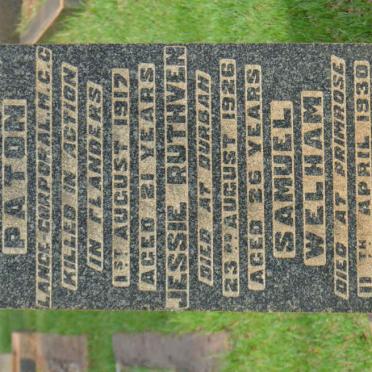 PATON
LANCE CORPORAL M.G.C
KILLED IN ACTION
IN FLANDERS
1ST AUGUST 1917
AGED 21 YEARS
JESSIE RUTHVEN
DIED AT DURBAN
23RD AUGUST 1926
AGED 26 YEARS
SAMUEL
WELHAM
DIED AT PRIMROSE
11TH APRIL 1930